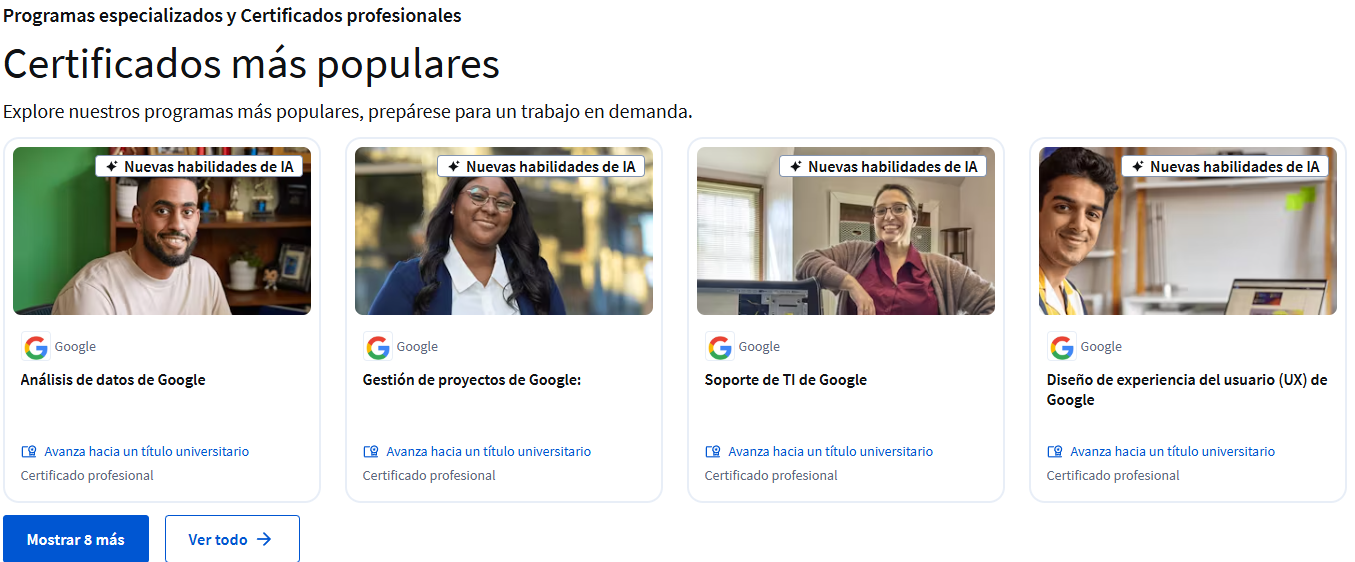 Programas especializados y Certificados profesionales
Certificados más populares
Explore nuestros programas más populares, prepárese para un trabajo en demanda.
Nuevas habilidades de IA
Google
Análisis de datos de Google
Avanza hacia un título universitario
Certificado profesional
Nuevas habilidades de IA
Google
Gestión de proyectos de Google:
Avanza hacia un título universitario
Certificado profesional
Nuevas habilidades de IA
Google
Soporte de TI de Google
Avanza hacia un título universitario
Certificado profesional
Nuevas habilidades de IA
Google
Diseño de experiencia del usuario (UX) de
Google
Avanza hacia un título universitario
Certificado profesional
Mostrar 8 más
Ver todo